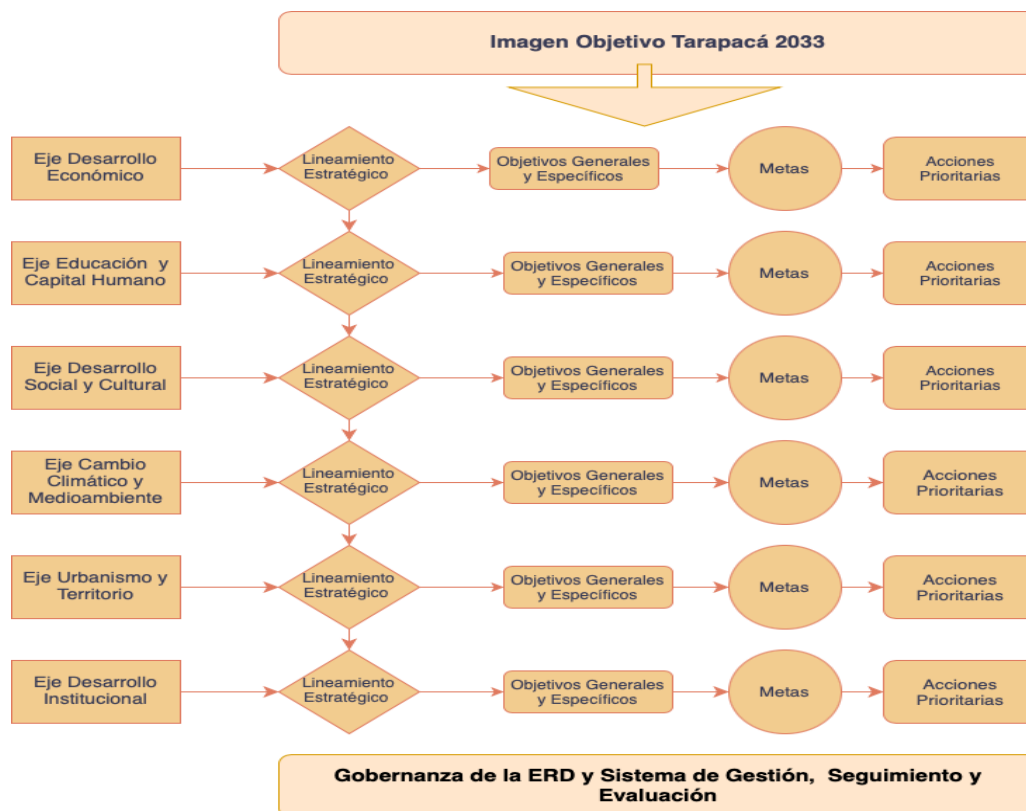 Imagen Objetivo Tarapacá 2033
Eje Desarrollo
Económico
Lineamiento
Estratégico
Objetivos Generales
y Específicos
Metas
Acciones
Prioritarias
Eje Educación y
Capital Humano
Lineamiento
Estratégico
Objetivos Generales
y Específicos
Metas
Acciones
Prioritarias
Eje Desarrollo
Social y Cultural
Lineamiento
Estratégico
Objetivos Generales
y Específicos
Metas
Acciones
Prioritarias
Eje Cambio
Climático y
Medioambiente
Lineamiento
Estratégico
Objetivos Generales
y Específicos
Metas
Acciones
Prioritarias
Eje Urbanismo y
Territorio
Lineamiento
Estratégico
Objetivos Generales
y Específicos
Metas
Acciones
Prioritarias
Eje Desarrollo
Institucional
Lineamiento
Estratégico
Objetivos Generales
y Específicos
Metas
Acciones
Prioritarias
Gobernanza de la ERD y Sistema de Gestión, Seguimiento y
Evaluación